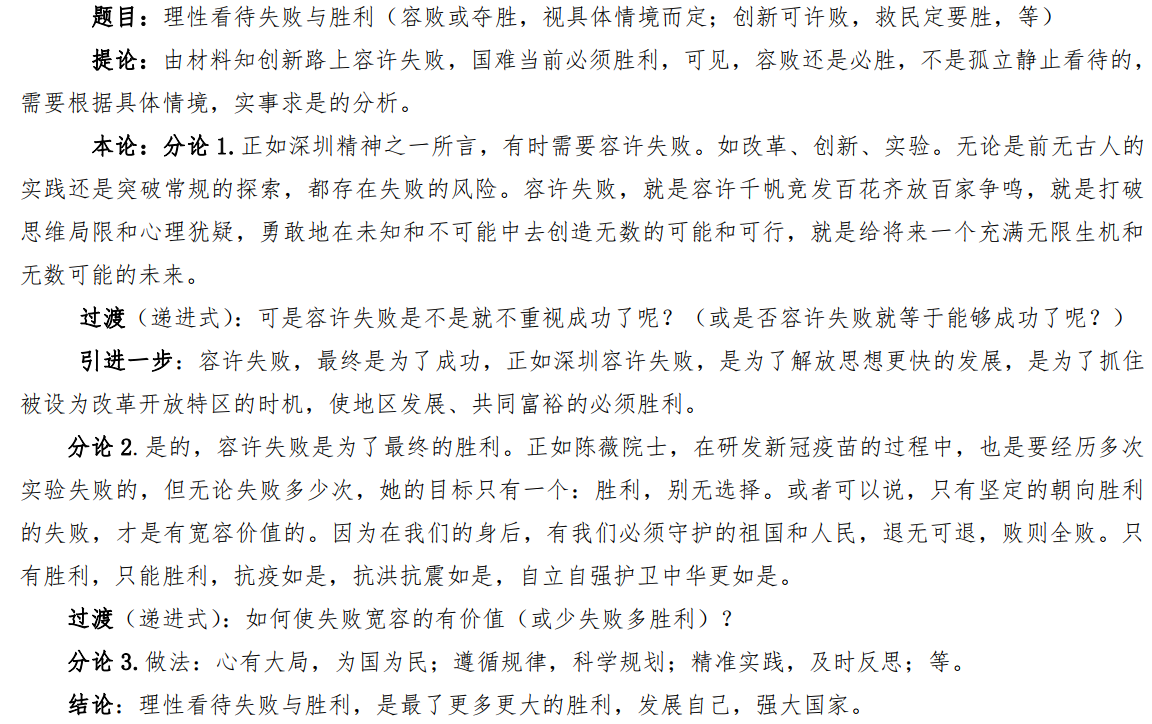 题目：理性看待失败与胜利（容败或夺胜，视具体情境而定；创新可许败，救民定要胜，等）
提论：由材料知创新路上容许失败，国难当前必须胜利，可见，容败还是必胜，不是孤立静止看待的，
需要根据具体情境，实事求是的分析。
本论：分论 1.正如深圳精神之一所言，有时需要容许失败。如改革、创新、实验。无论是前无古人的
实践还是突破常规的探索，都存在失败的风险。容许失败，就是容许千帆竞发百花齐放百家争鸣，就是打破
思维局限和心理犹疑，勇敢地在未知和不可能中去创造无数的可能和可行，就是给将来一个充满无限生机和
无数可能的未来。
过渡（递进式）：可是容许失败是不是就不重视成功了呢？（或是否容许失败就等于能够成功了呢？）
引进一步：容许失败，最终是为了成功，正如深圳容许失败，是为了解放思想更快的发展，是为了抓住
被设为改革开放特区的时机，使地区发展、共同富裕的必须胜利。
分论 2.是的，容许失败是为了最终的胜利。正如陈薇院士，在研发新冠疫苗的过程中，也是要经历多次
实验失败的，但无论失败多少次，她的目标只有一个：胜利，别无选择。或者可以说，只有坚定的朝向胜利
的失败，才是有宽容价值的。因为在我们的身后，有我们必须守护的祖国和人民，退无可退，败则全败。只
有胜利，只能胜利，抗疫如是，抗洪抗震如是，自立自强护卫中华更如是。
过渡（递进式）：如何使失败宽容的有价值（或少失败多胜利）？
分论 3.做法：心有大局，为国为民；遵循规律，科学规划；精准实践，及时反思；等。
结论：理性看待失败与胜利，是最了更多更大的胜利，发展自己，强大国家。